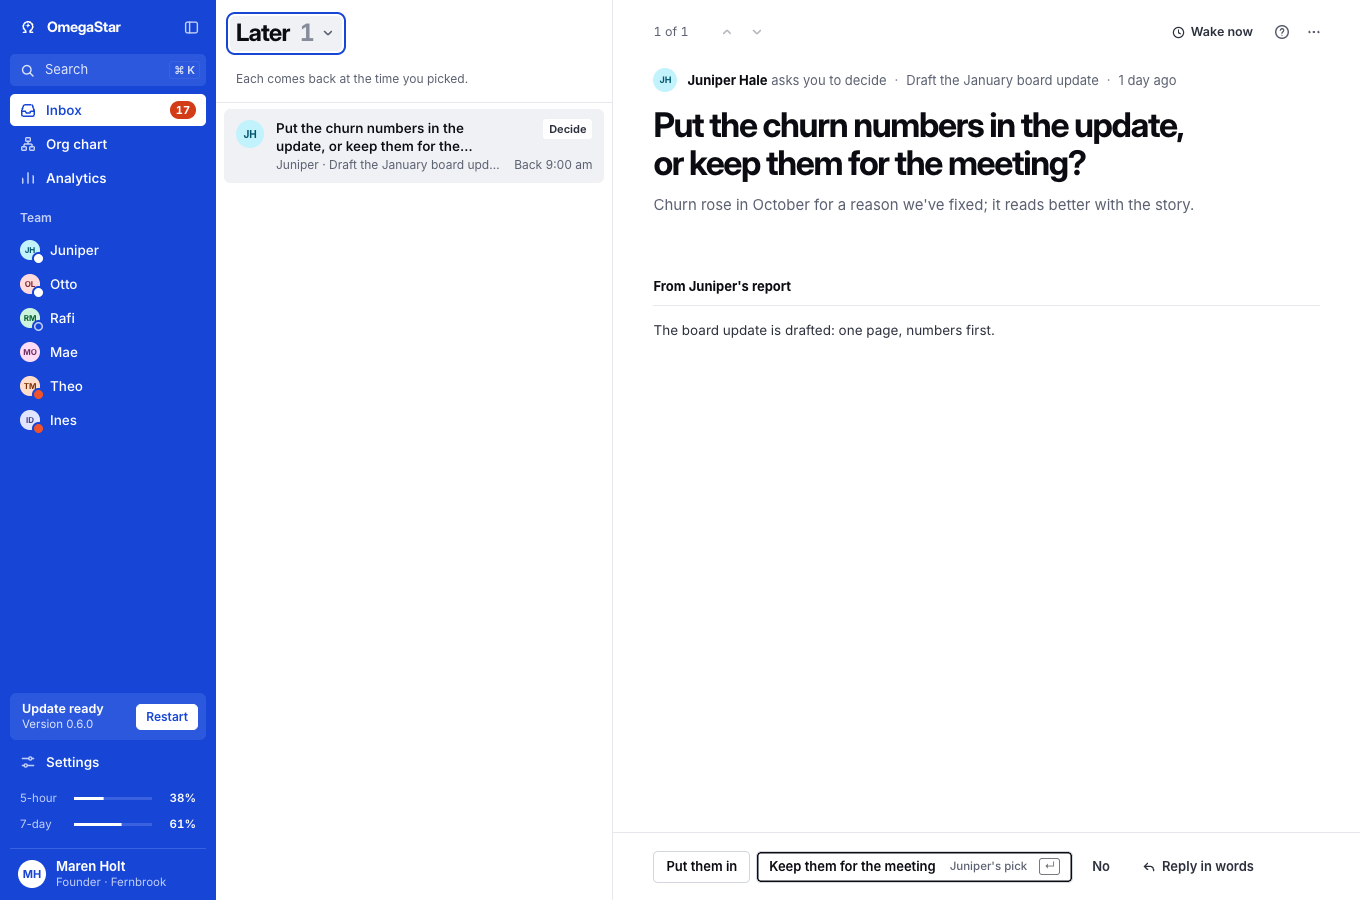 OmegaStar
Search
⌘ K
Inbox
17
Org chart
Analytics
Team
JH
Juniper
OL
Otto
RM
Rafi
MO
Mae
TM
Theo
ID
Ines
Update ready
Version 0.6.0
Restart
Settings
5-hour
38%
7-day
61%
MH
Maren Holt
Founder · Fernbrook
Later 1
Each comes back at the time you picked.
JH
Put the churn numbers in the
update, or keep them for the…
Decide
Juniper · Draft the January board upd…
Back 9:00 am
1 of 1
Wake now
JH
Juniper Hale asks you to decide · Draft the January board update · 1 day ago
Put the churn numbers in the update,
or keep them for the meeting?
Churn rose in October for a reason we've fixed; it reads better with the story.
From Juniper's report
The board update is drafted: one page, numbers first.
Put them in
Keep them for the meeting
Juniper's pick
No
Reply in words